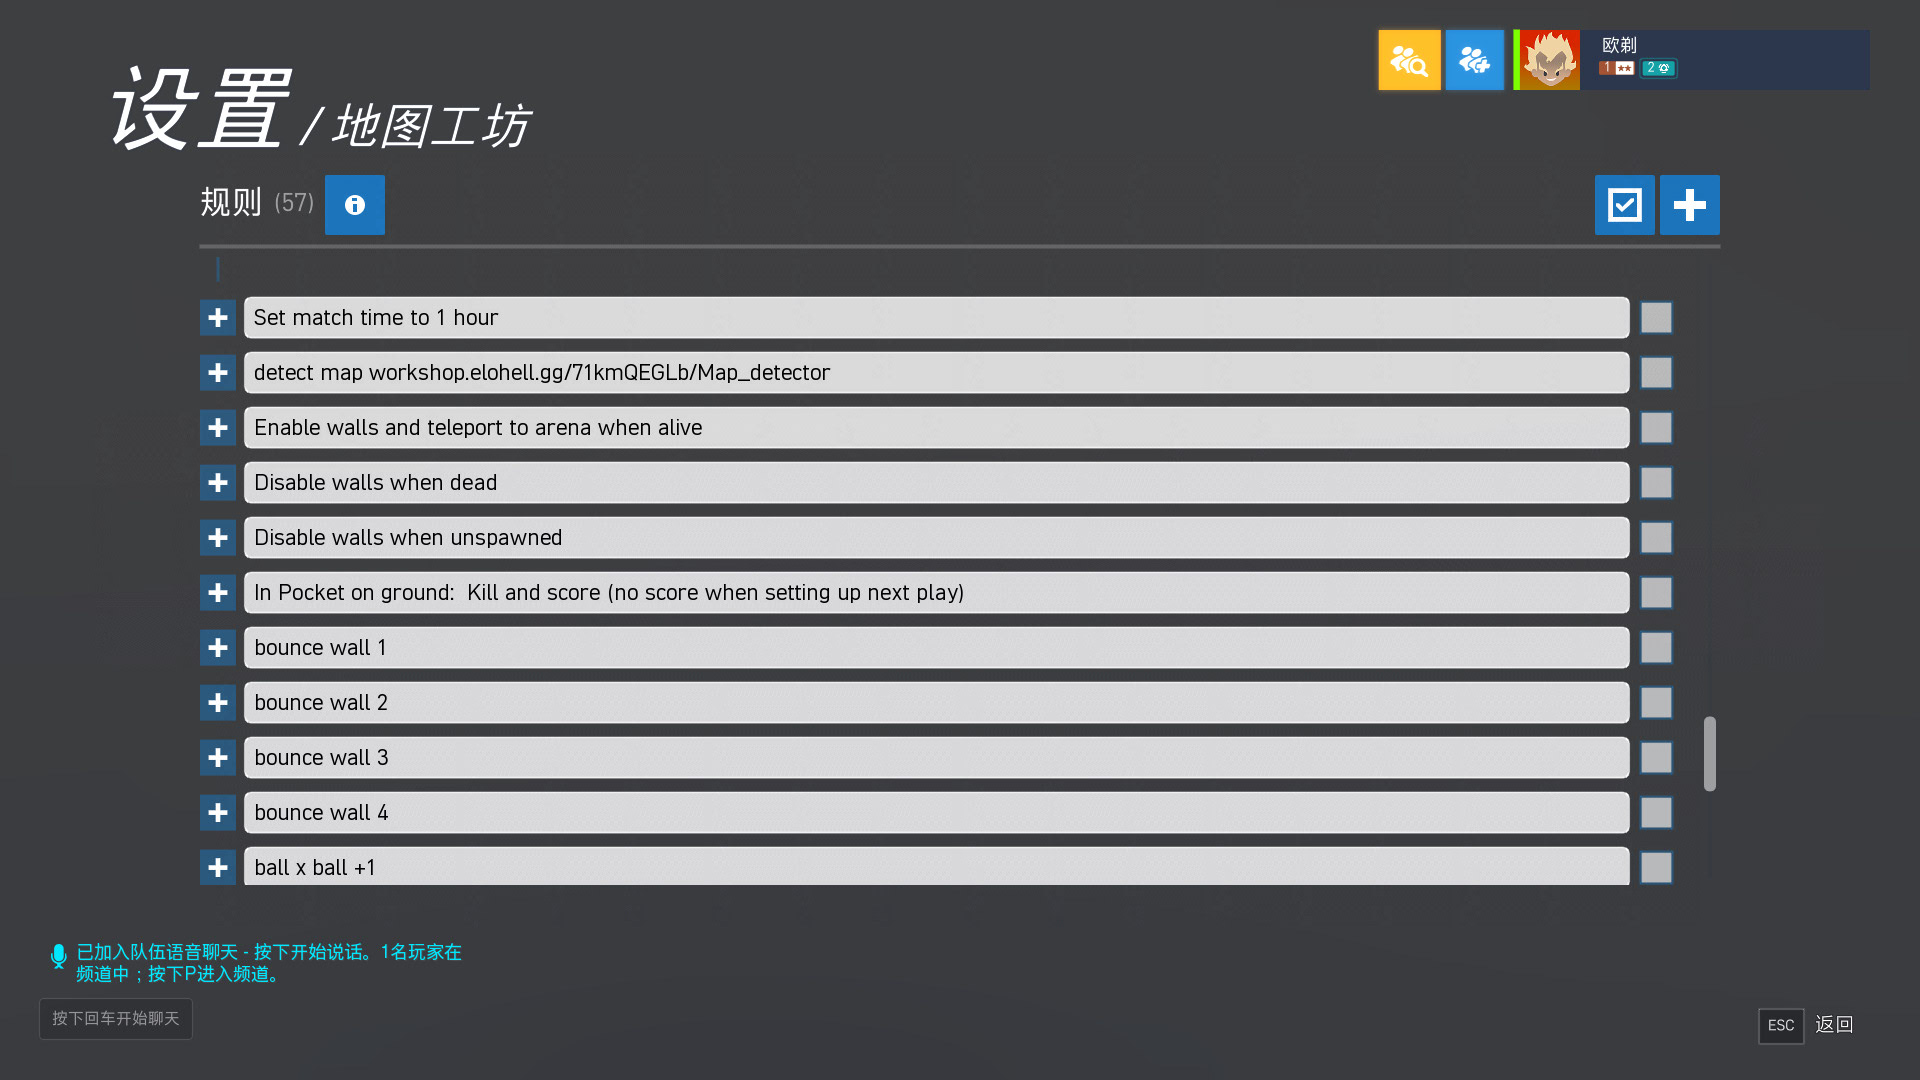 欧剃
1 ★★ 2
设置 / 地图工坊
规则 (57)
Set match time to 1 hour
detect map workshop.elohell.gg/71kmQEGLb/Map_detector
Enable walls and teleport to arena when alive
Disable walls when dead
Disable walls when unspawned
In Pocket on ground:  Kill and score (no score when setting up next play)
bounce wall 1
bounce wall 2
bounce wall 3
bounce wall 4
ball x ball +1
已加入队伍语音聊天 - 按下开始说话。1名玩家在
频道中；按下P进入频道。
按下回车开始聊天
ESC 返回